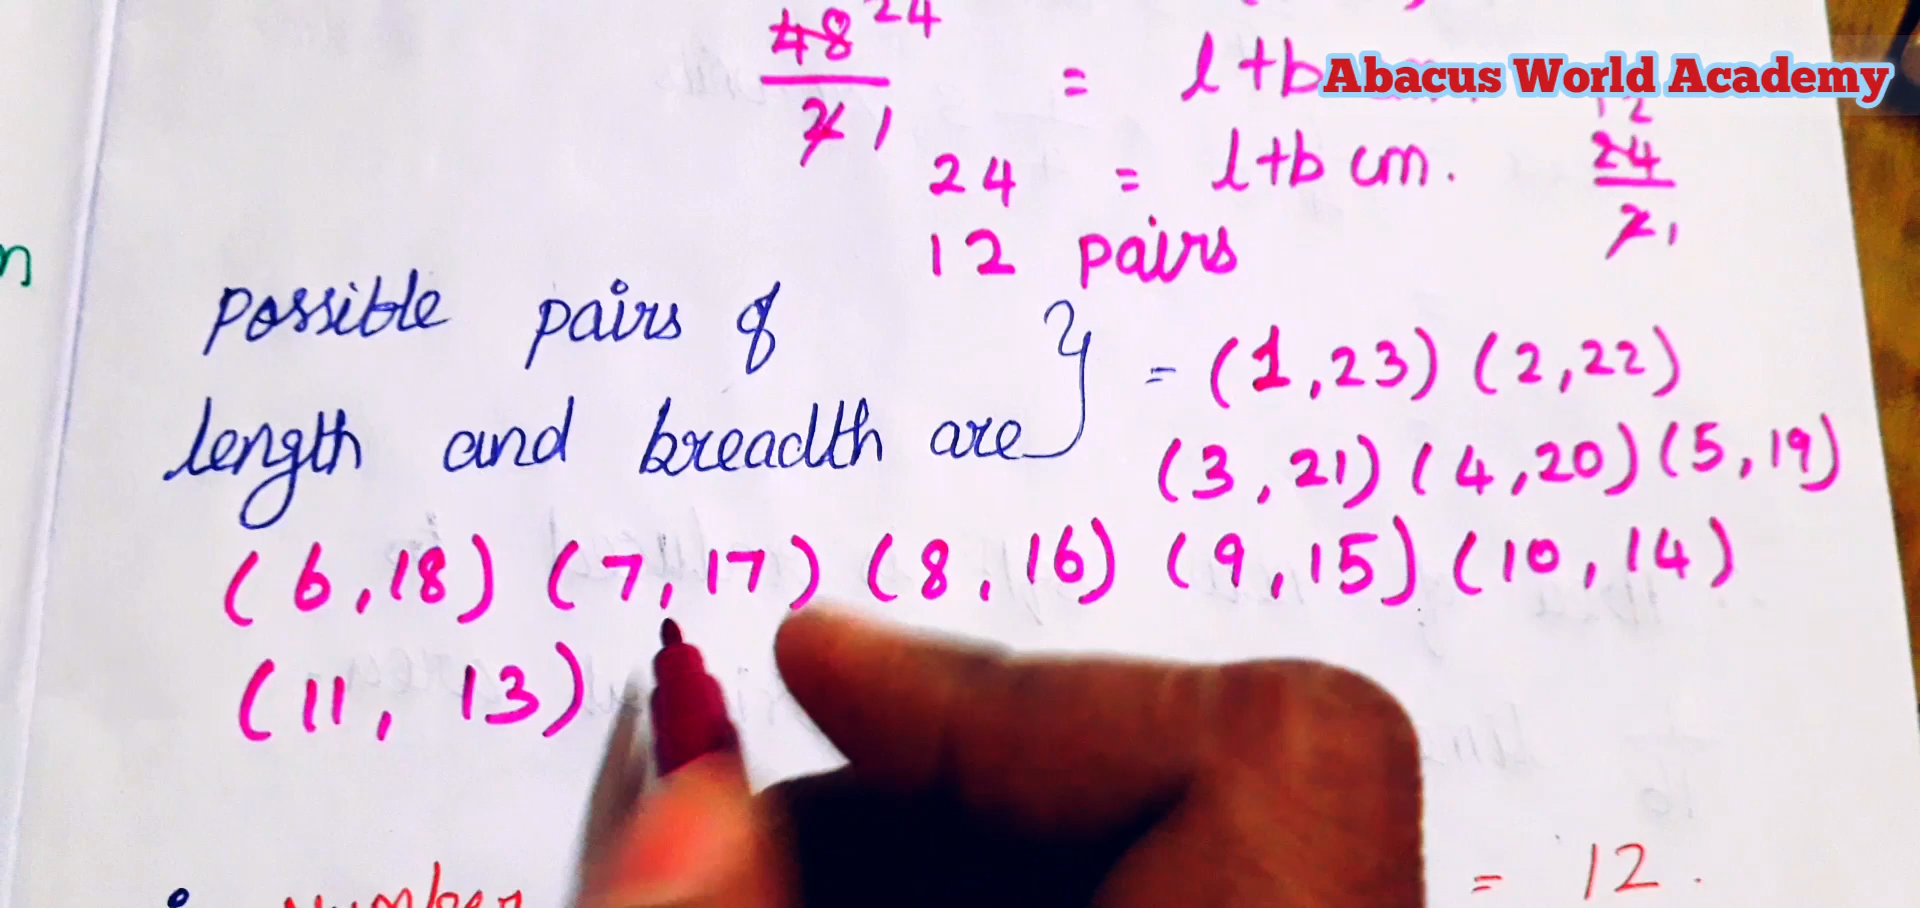 48 24
= l+b
Abacus World Academy
2 1
12
24 = l+b cm.
24
2 1
12 pairs
possible pairs of
length and breadth are } = (1,23) (2,22)
(3,21) (4,20) (5,19)
(6,18) (7,17) (8,16) (9,15) (10,14)
(11, 13)
number
= 12.